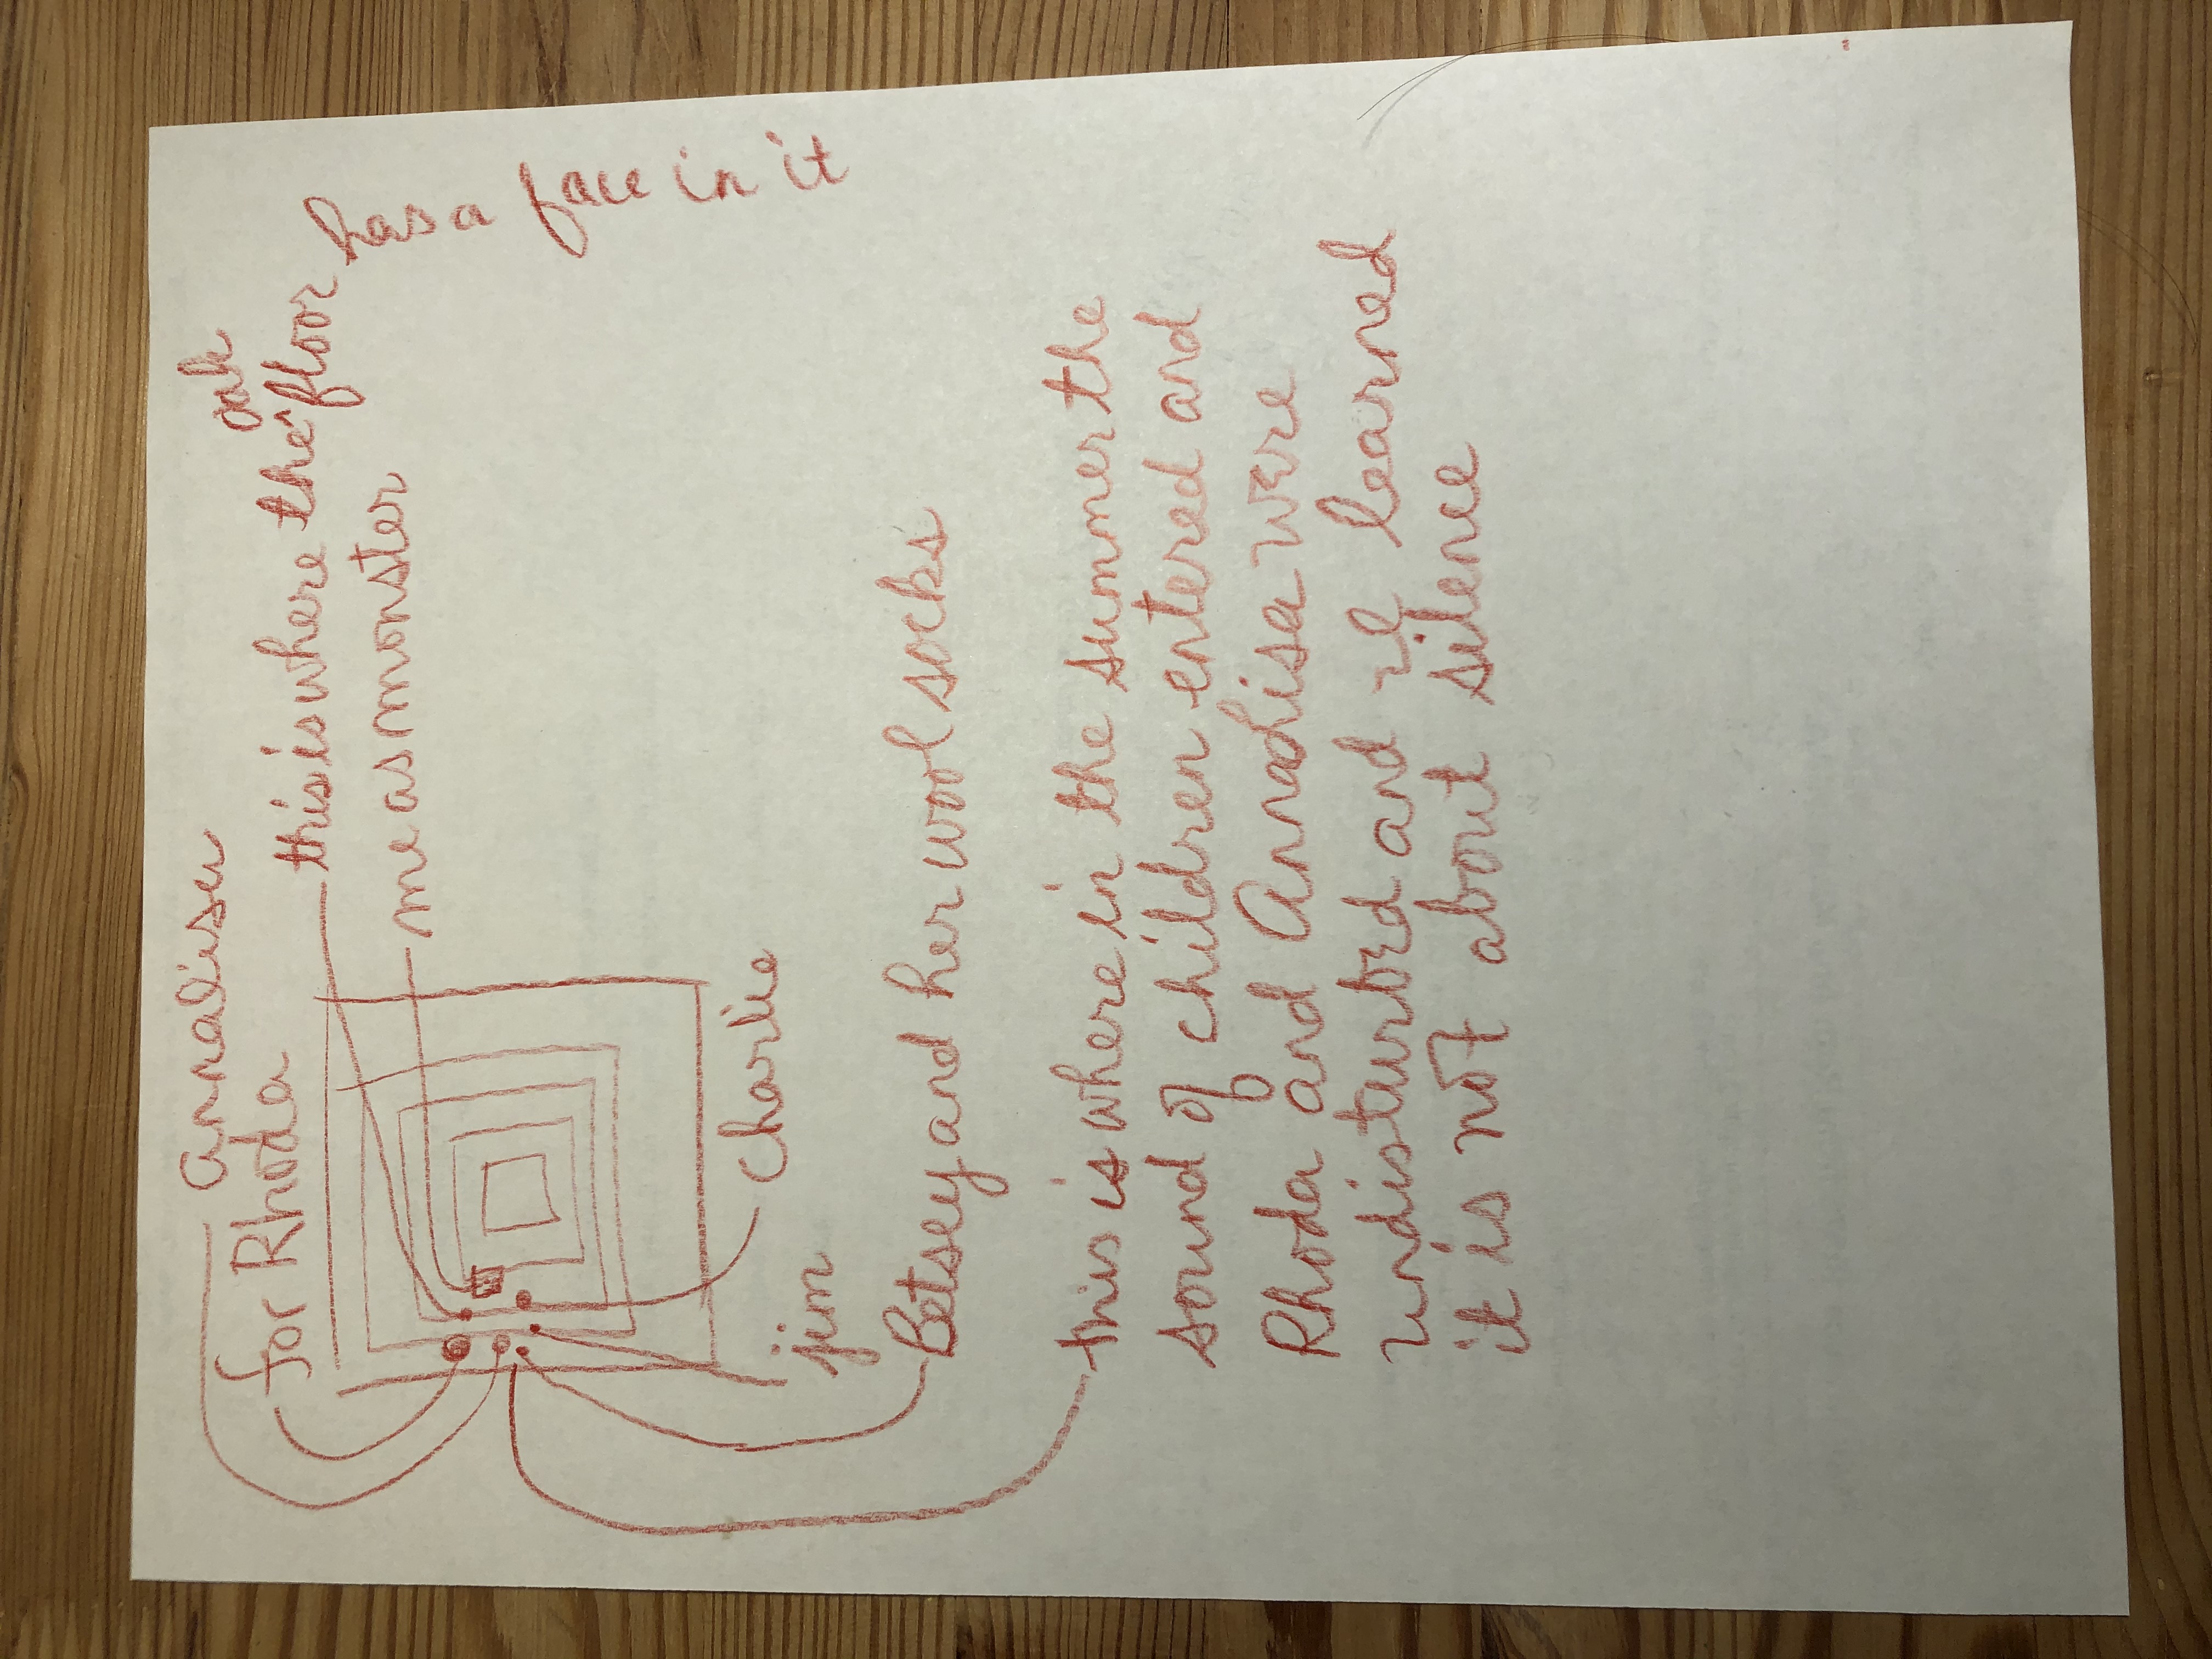 Annalisa
for Rhoda
this is where the ^oak floor
has a face in it
me as monster
charlie
jim
Betsey and her wool socks
this is where in the summer the
sound of children entered and
Rhoda and AnnaLisa were
undisturbed and I learned
it is not about silence